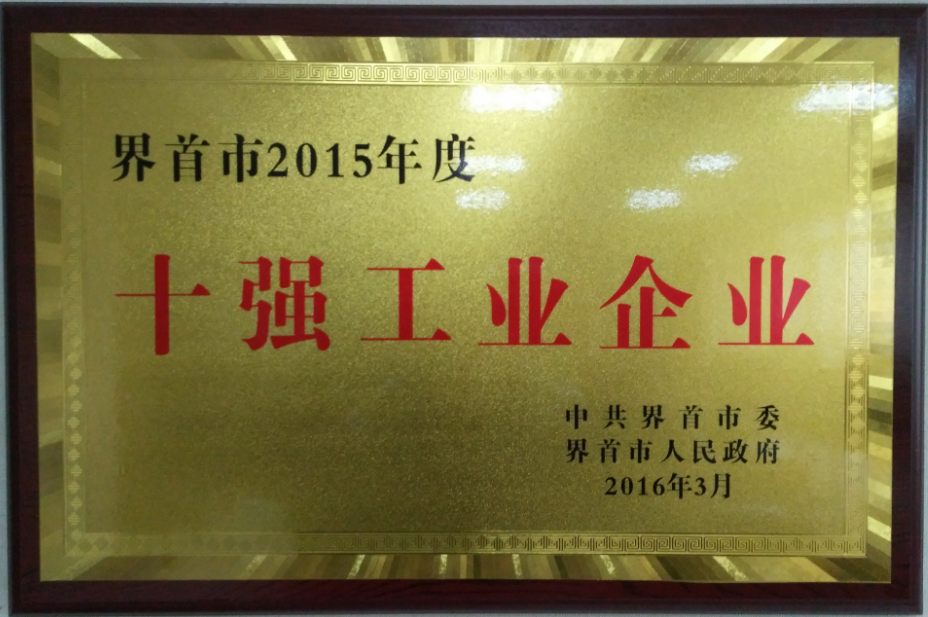 界首市2015年度
十强工业企业
中共界首市委
界首市人民政府
2016年3月